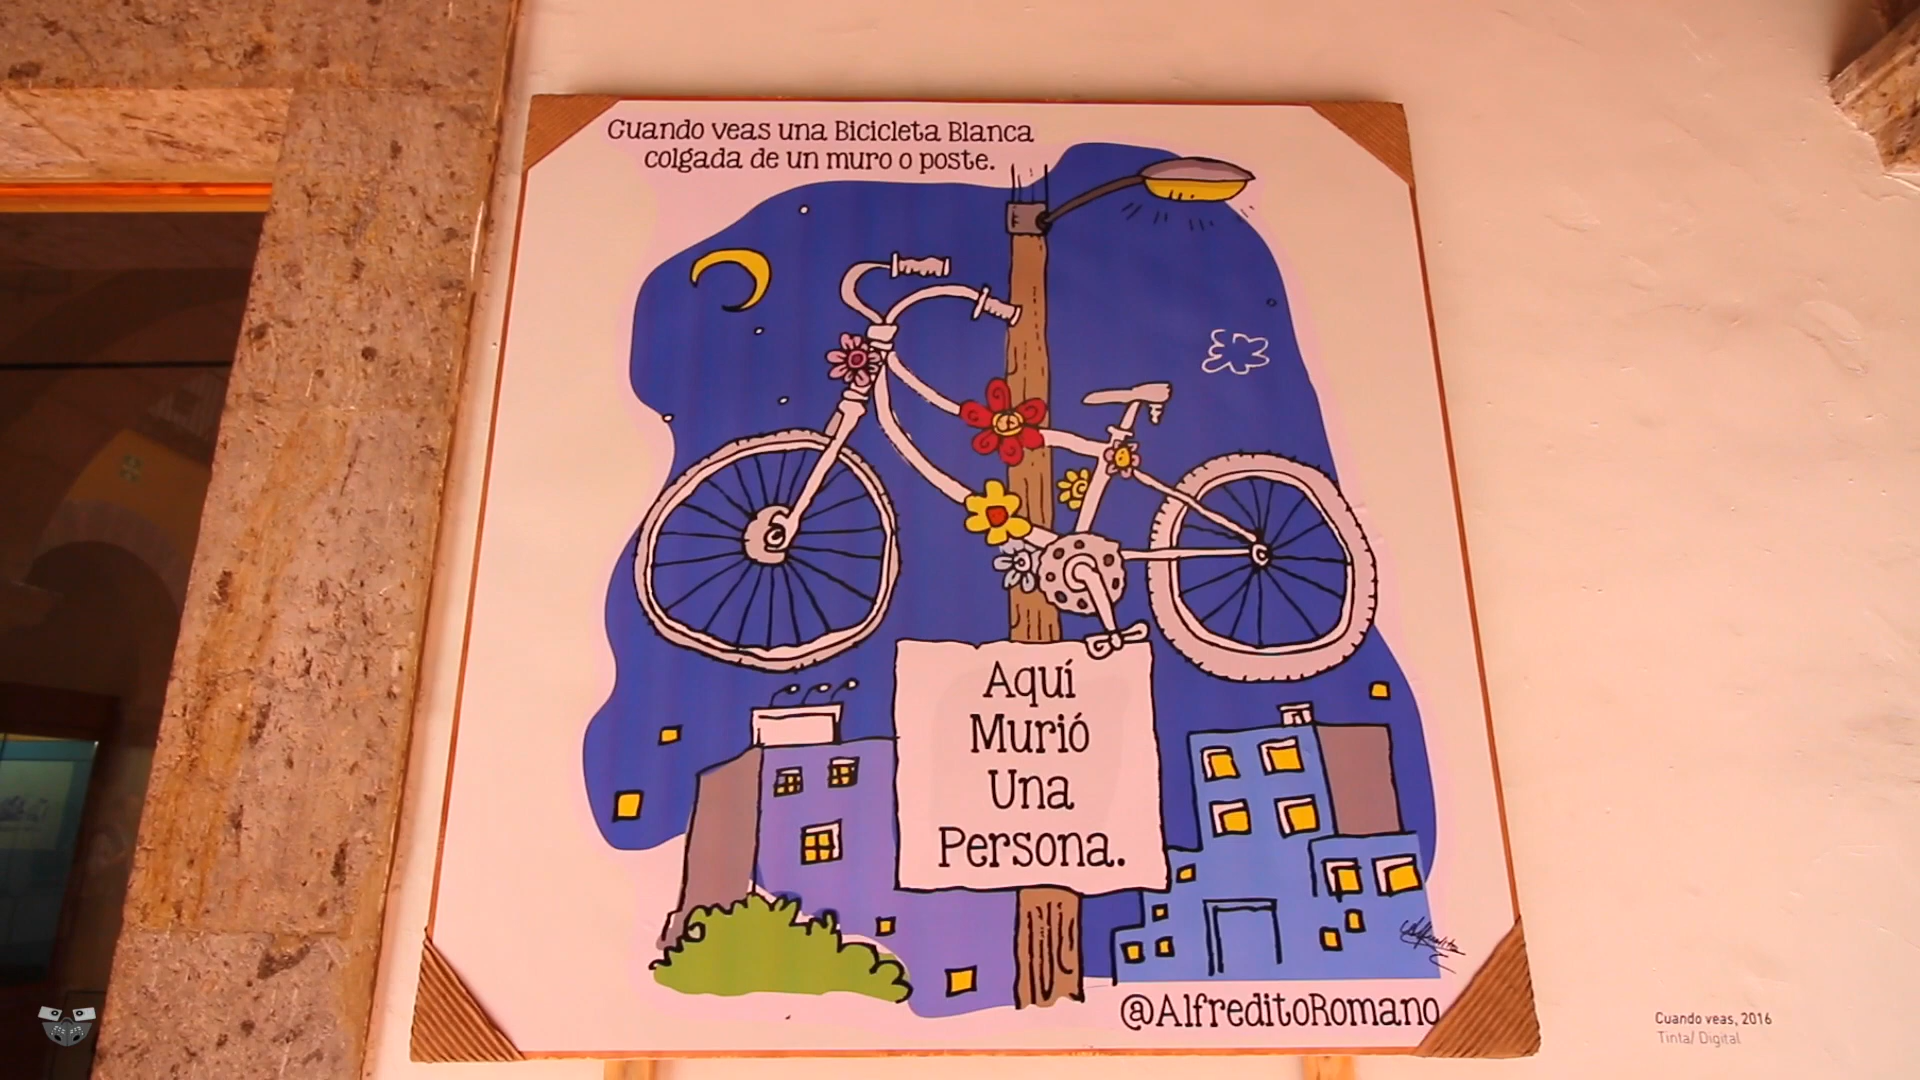 Cuando veas una Bicicleta Blanca
colgada de un muro o poste.
Aquí
Murió
Una
Persona.
@AlfreditoRomano
Cuando veas, 2016
Tinta/ Digital